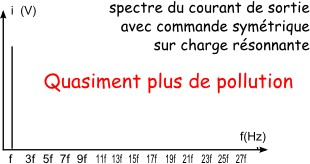 i (V)
spectre du courant de sortie
avec commande symétrique
sur charge résonnante
Quasiment plus de pollution
f(Hz)
f 3f 5f 7f 9f 11f 13f 15f 17f 19f 21f 23f 25f 27f